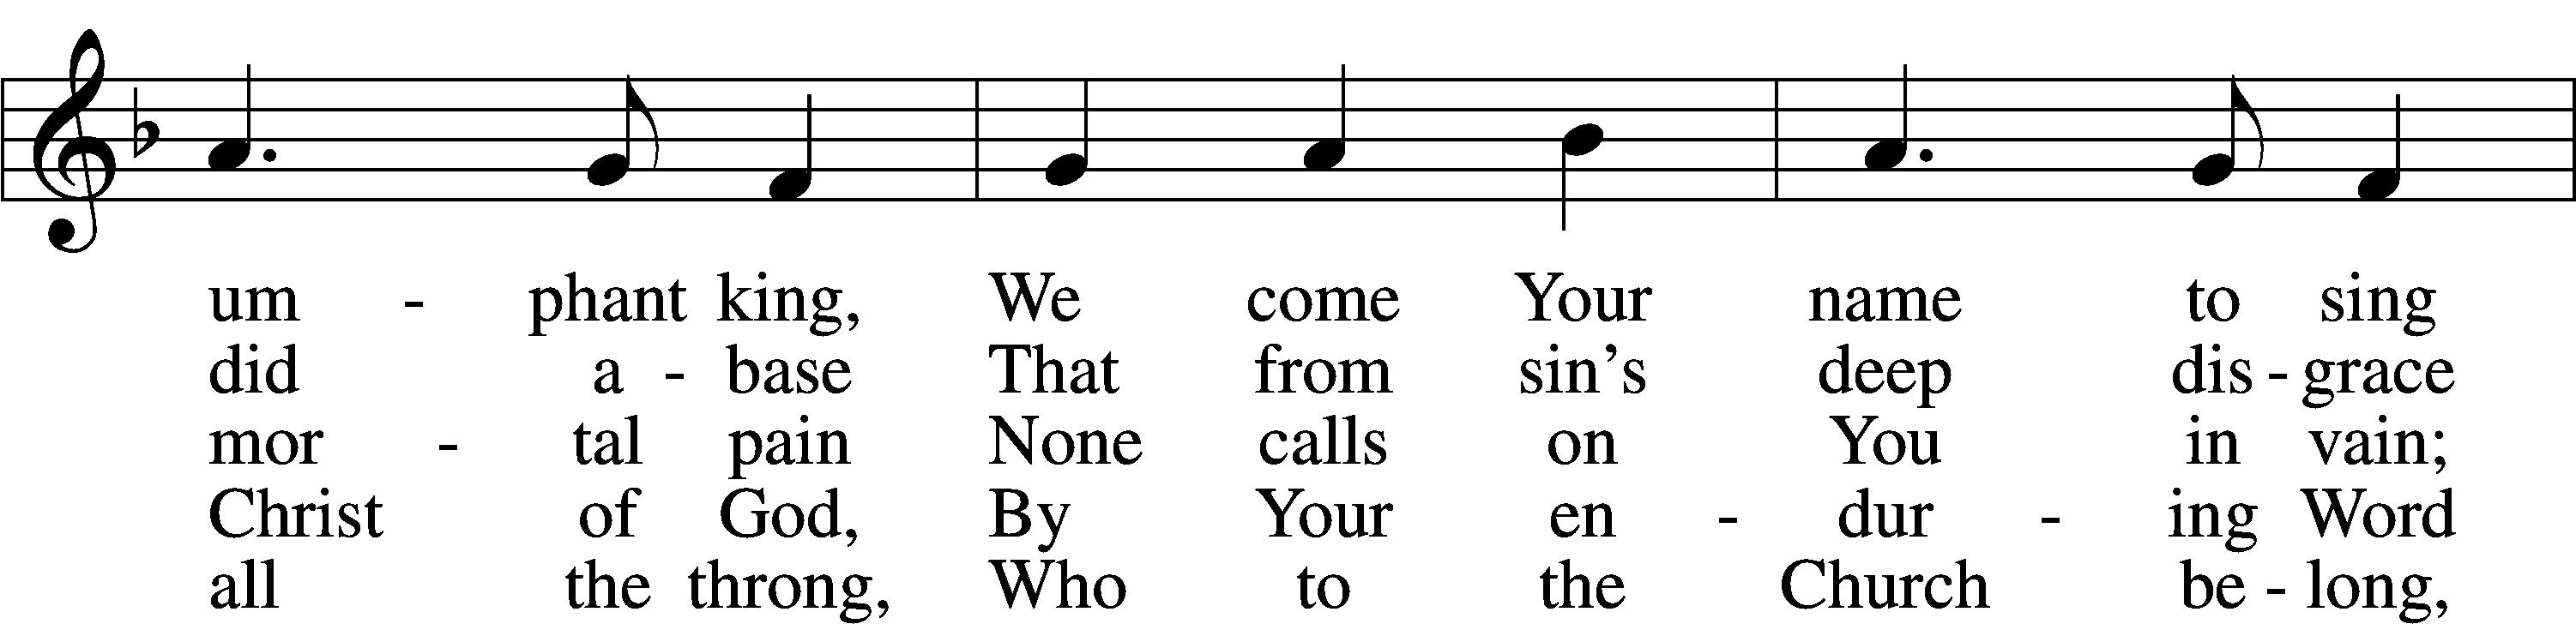 um - phant king, We come Your name to sing
did a - base That from sin’s deep dis - grace
mor - tal pain None calls on You in vain;
Christ of God, By Your en - dur - ing Word
all the throng, Who to the Church be - long,